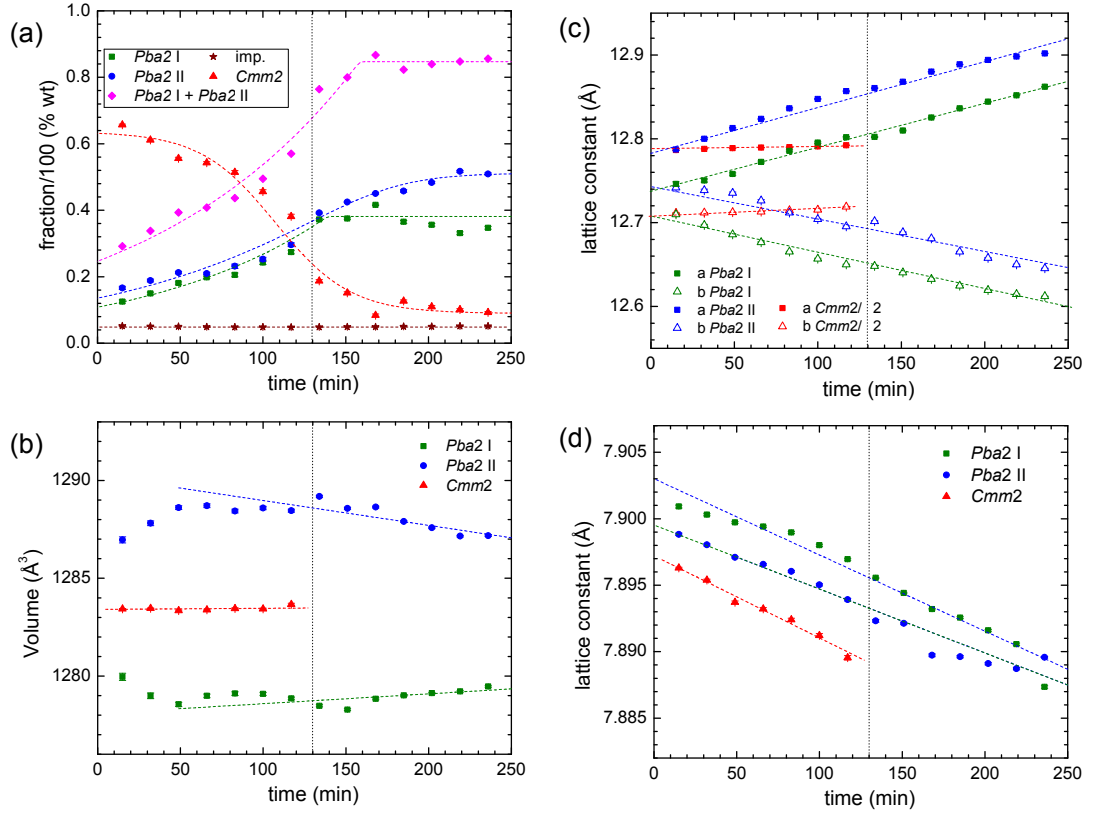 (a)
fraction/100 (% wt)
1.0
0.8
0.6
0.4
0.2
0.0
Pba2 I
imp.
Pba2 II
Cmm2
Pba2 I + Pba2 II
0 50 100 150 200 250
time (min)
(c)
lattice constant (Å)
12.9
12.8
12.7
12.6
a Pba2 I
b Pba2 I
a Pba2 II
a Cmm2/ 2
b Pba2 II
b Cmm2/ 2
0 50 100 150 200 250
time (min)
(b)
Volume (Å³)
1290
1285
1280
Pba2 I
Pba2 II
Cmm2
0 50 100 150 200 250
time (min)
(d)
lattice constant (Å)
7.905
7.900
7.895
7.890
7.885
Pba2 I
Pba2 II
Cmm2
0 50 100 150 200 250
time (min)